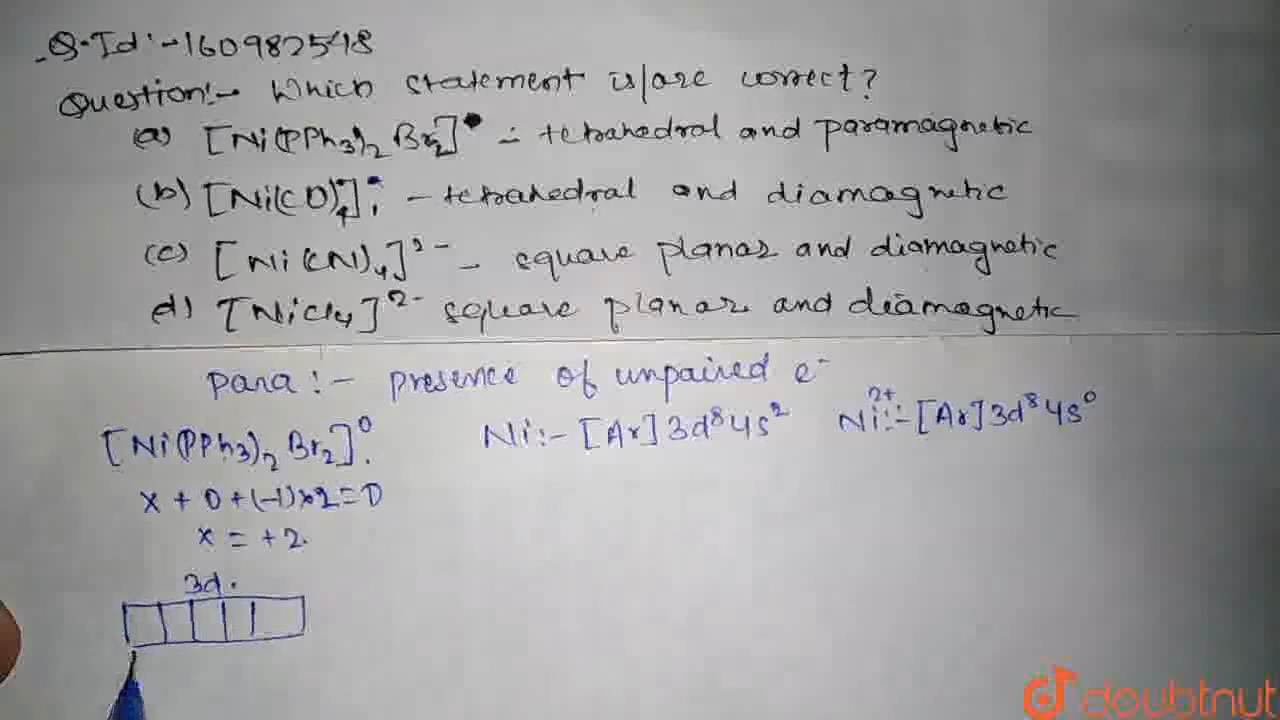 Q.Id:-160982548
Question:- Which statement is/are correct?
(a) [Ni(PPh3)2 Br2] - tetrahedral and paramagnetic
(b) [Ni(CO)4]; - tetrahedral and diamagnetic
(c) [Ni(CN)4]2- - square planar and diamagnetic
d) [NiCl4]2- square planar and diamagnetic
para:- presence of unpaired e-
[Ni(PPh3)2 Br2]0. Ni:- [Ar]3d8 4s2 Ni2+:- [Ar]3d8 4s0
x + 0 + (-1)x2 = 0
x = +2.
3d.
doubtnut